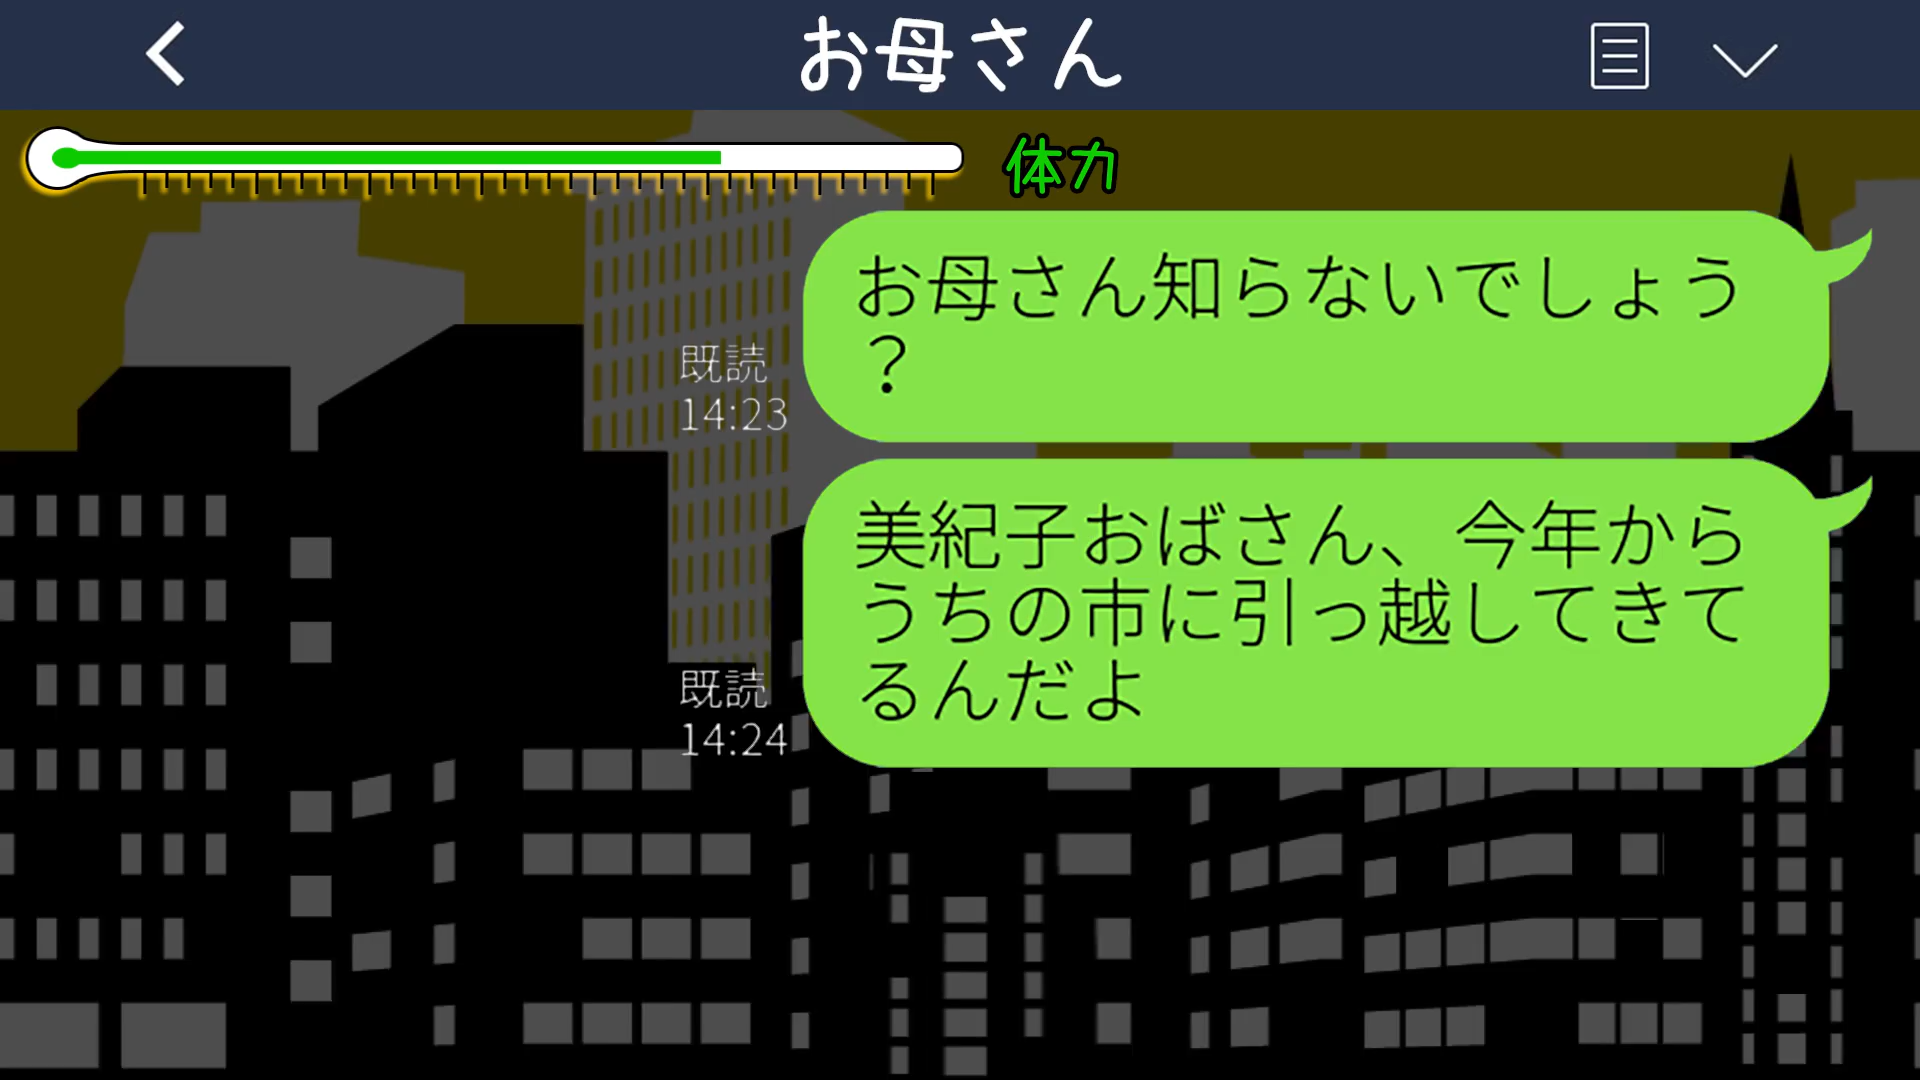 お母さん
体力
お母さん知らないでしょう
？
既読
14:23
美紀子おばさん、今年から
うちの市に引っ越してきて
るんだよ
既読
14:24